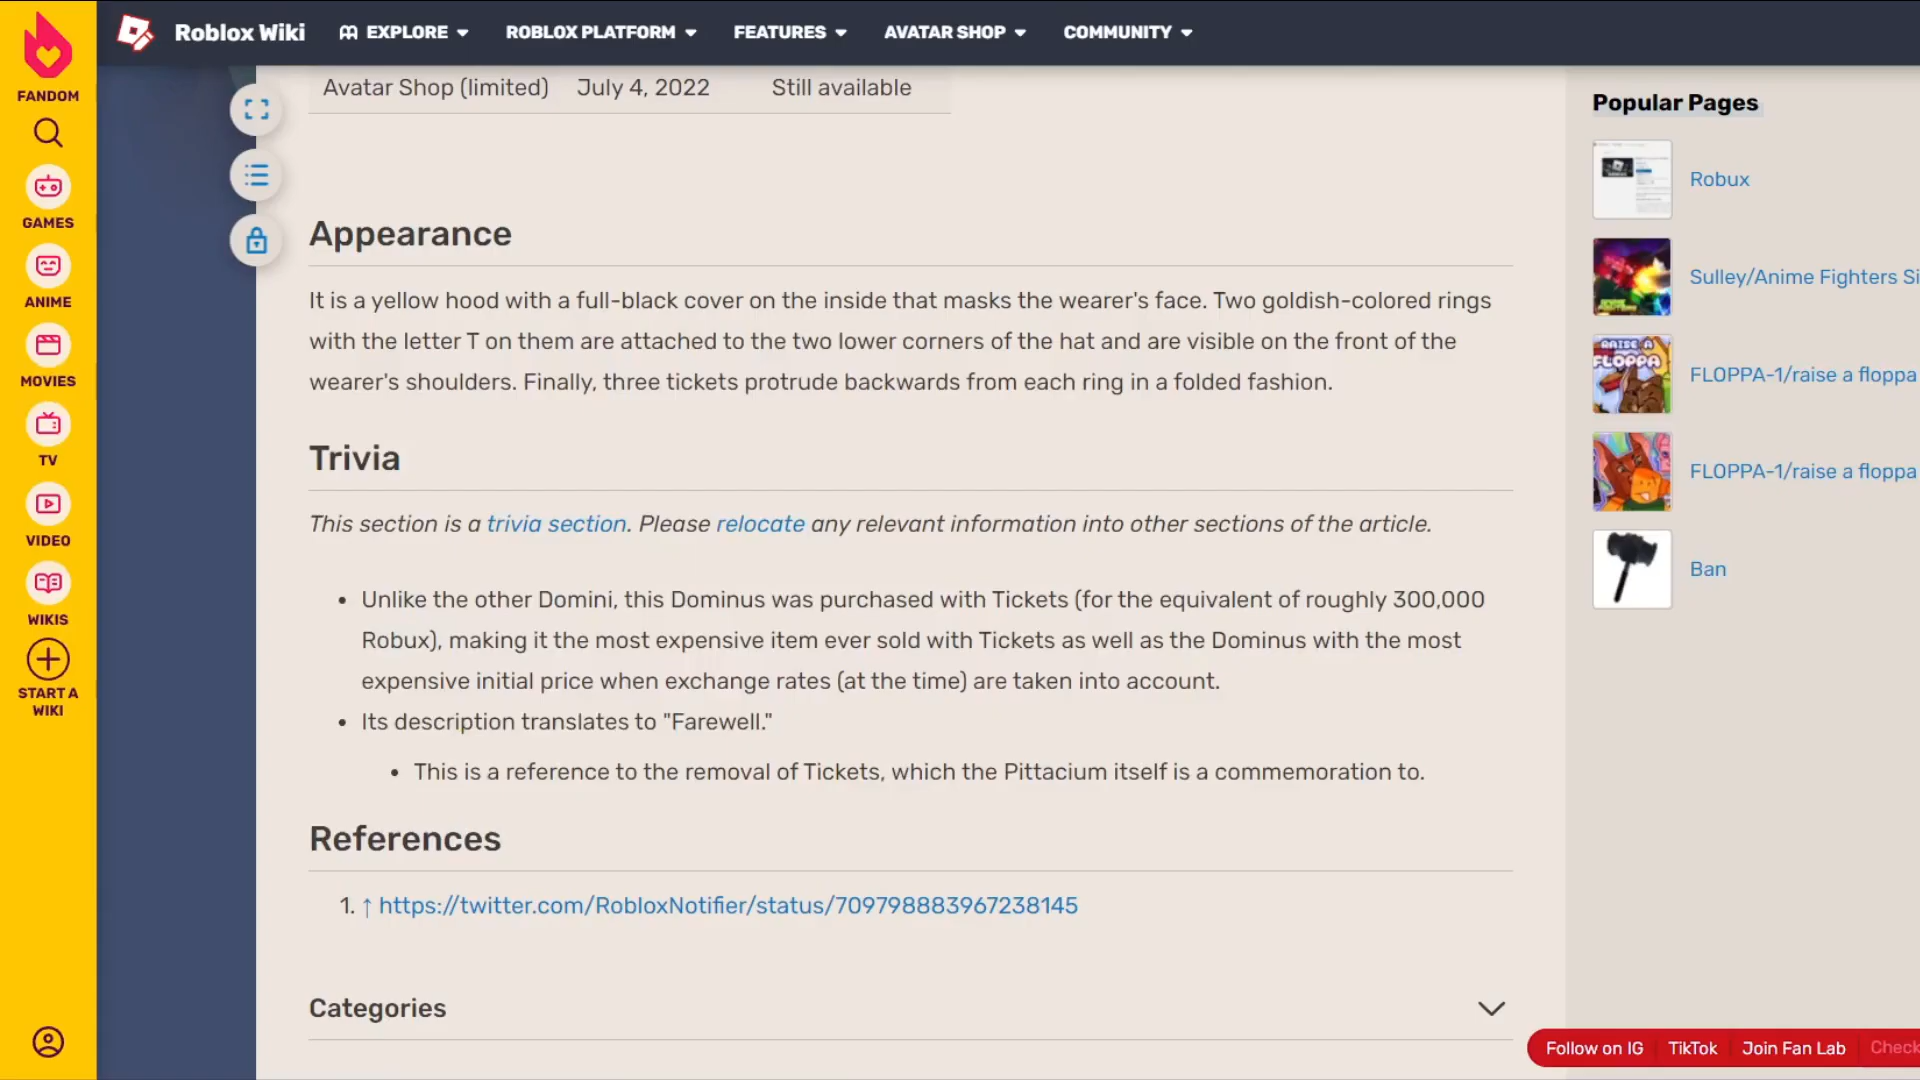 Roblox Wiki
EXPLORE
ROBLOX PLATFORM
FEATURES
AVATAR SHOP
COMMUNITY
FANDOM
GAMES
ANIME
MOVIES
TV
VIDEO
WIKIS
START A
WIKI
Avatar Shop (limited) July 4, 2022 Still available
Appearance
It is a yellow hood with a full-black cover on the inside that masks the wearer's face. Two goldish-colored rings
with the letter T on them are attached to the two lower corners of the hat and are visible on the front of the
wearer's shoulders. Finally, three tickets protrude backwards from each ring in a folded fashion.
Trivia
This section is a trivia section. Please relocate any relevant information into other sections of the article.
• Unlike the other Domini, this Dominus was purchased with Tickets (for the equivalent of roughly 300,000
Robux), making it the most expensive item ever sold with Tickets as well as the Dominus with the most
expensive initial price when exchange rates (at the time) are taken into account.
• Its description translates to "Farewell."
• This is a reference to the removal of Tickets, which the Pittacium itself is a commemoration to.
References
1. ↑ https://twitter.com/RobloxNotifier/status/709798883967238145
Categories
Popular Pages
Robux
Sulley/Anime Fighters Si
RAISE A
FLOPPA
FLOPPA-1/raise a floppa
FLOPPA-1/raise a floppa
Ban
Follow on IG
TikTok
Join Fan Lab
Check